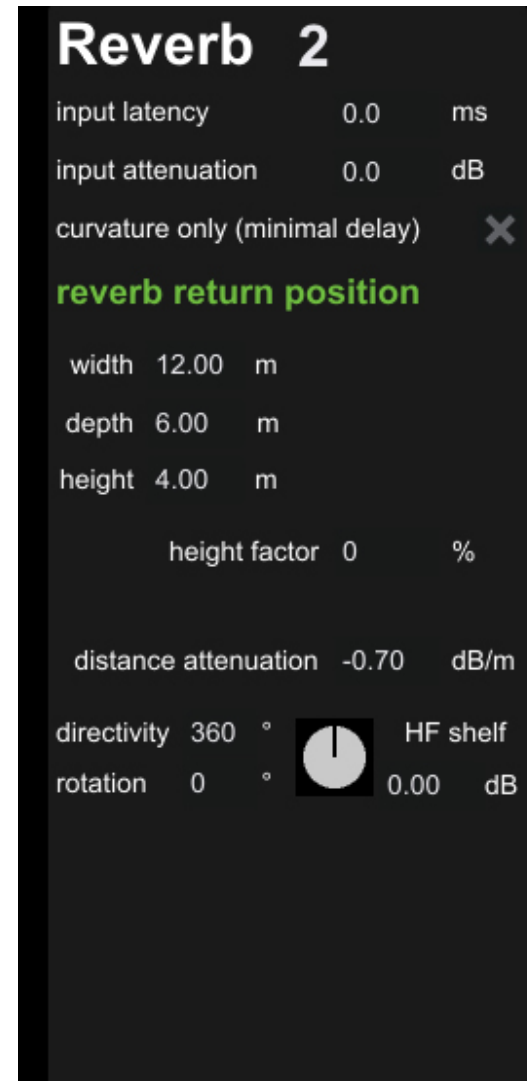 Reverb 2
input latency 0.0 ms
input attenuation 0.0 dB
curvature only (minimal delay)
reverb return position
width 12.00 m
depth 6.00 m
height 4.00 m
height factor 0 %
distance attenuation -0.70 dB/m
directivity 360 ° HF shelf
rotation 0 ° 0.00 dB